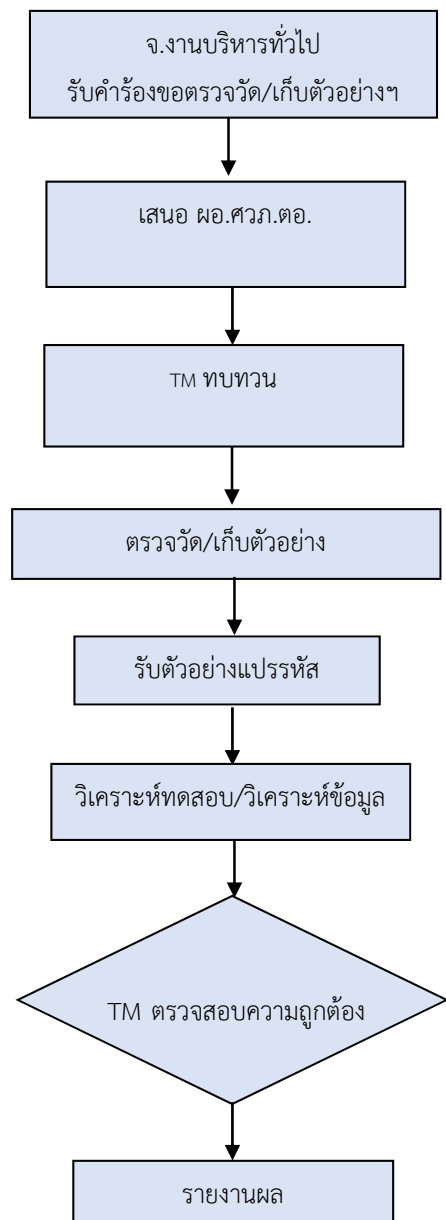 จ.งานบริหารทั่วไป
รับคำร้องขอตรวจวัด/เก็บตัวอย่างฯ
เสนอ ผอ.ศวภ.ตอ.
TM ทบทวน
ตรวจวัด/เก็บตัวอย่าง
รับตัวอย่างแปรรหัส
วิเคราะห์ทดสอบ/วิเคราะห์ข้อมูล
TM ตรวจสอบความถูกต้อง
รายงานผล